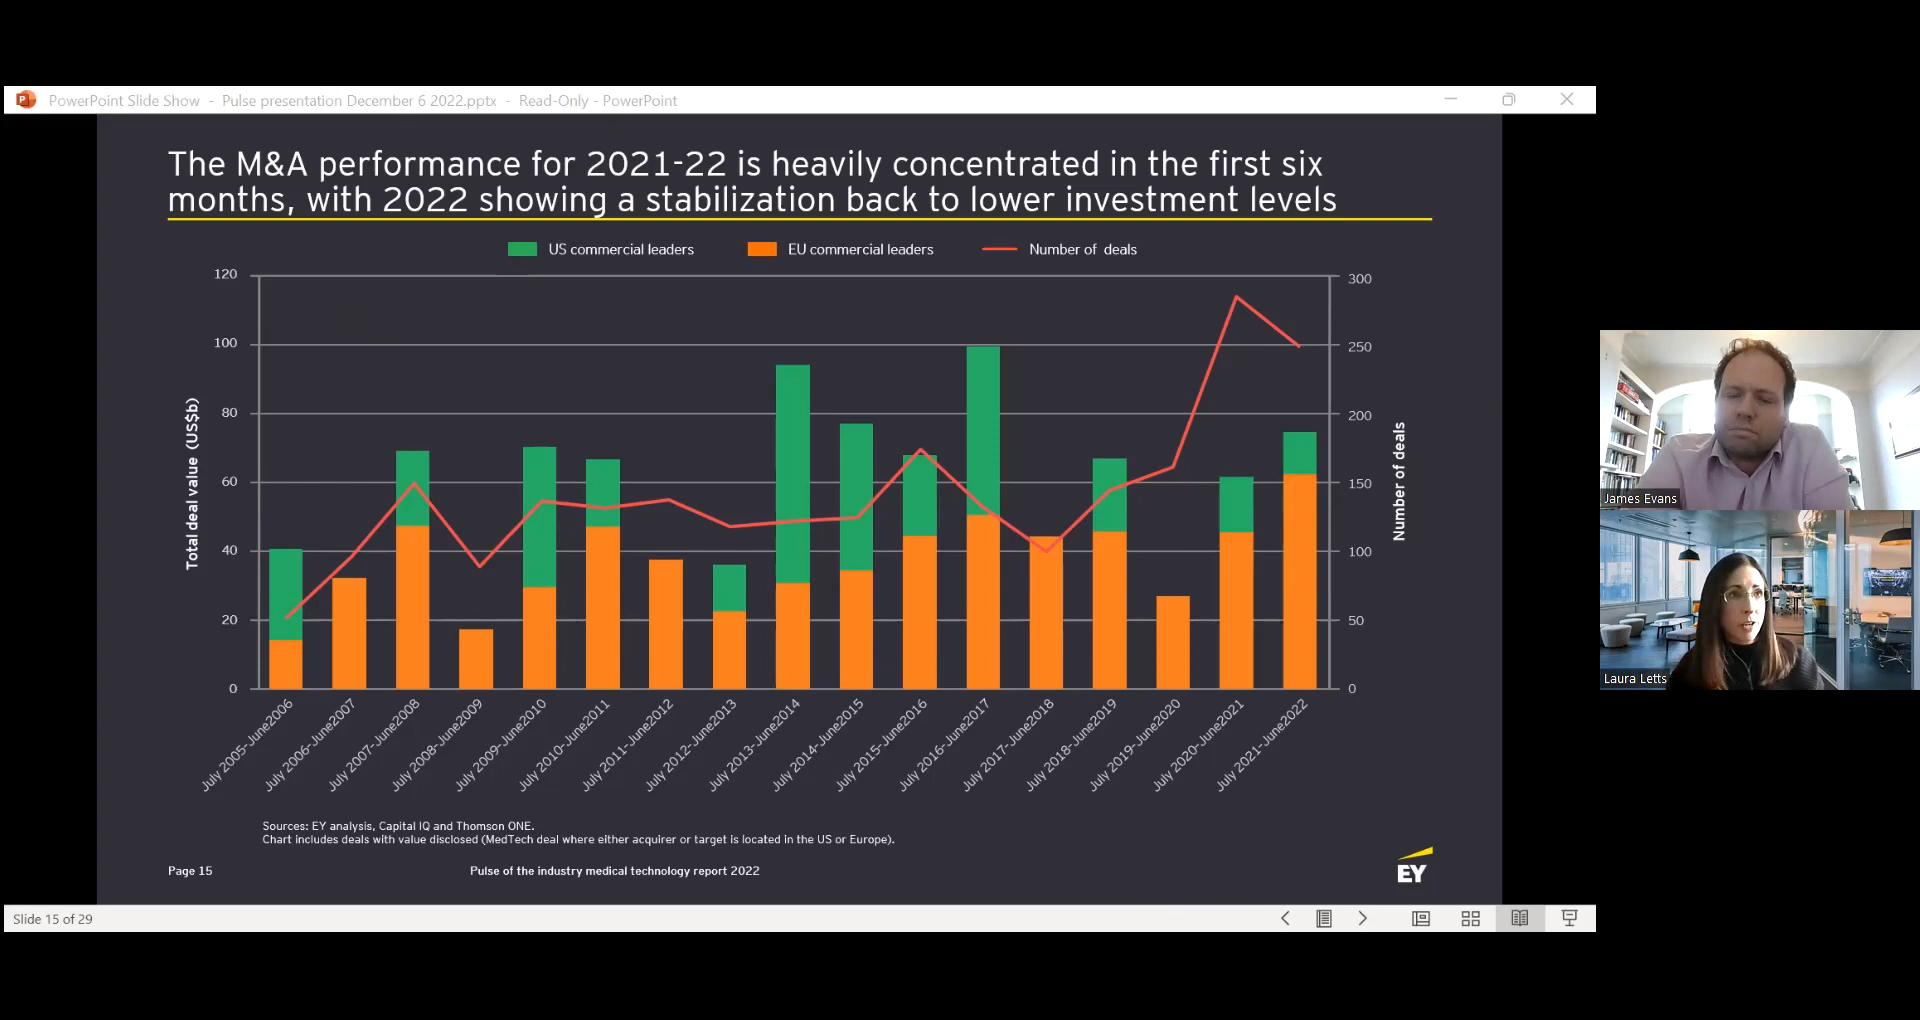 PowerPoint Slide Show - Pulse presentation December 6 2022.pptx - Read-Only - PowerPoint
The M&A performance for 2021-22 is heavily concentrated in the first six
months, with 2022 showing a stabilization back to lower investment levels
US commercial leaders
EU commercial leaders
Number of deals
120
100
80
60
40
20
0
Total deal value (US$b)
300
250
200
150
100
50
0
Number of deals
July 2005-June2006
July 2006-June2007
July 2007-June2008
July 2008-June2009
July 2009-June2010
July 2010-June2011
July 2011-June2012
July 2012-June2013
July 2013-June2014
July 2014-June2015
July 2015-June2016
July 2016-June2017
July 2017-June2018
July 2018-June2019
July 2019-June2020
July 2020-June2021
July 2021-June2022
Sources: EY analysis, Capital IQ and Thomson ONE.
Chart includes deals with value disclosed (MedTech deal where either acquirer or target is located in the US or Europe).
Page 15
Pulse of the industry medical technology report 2022
EY
Slide 15 of 29
James Evans
Laura Letts